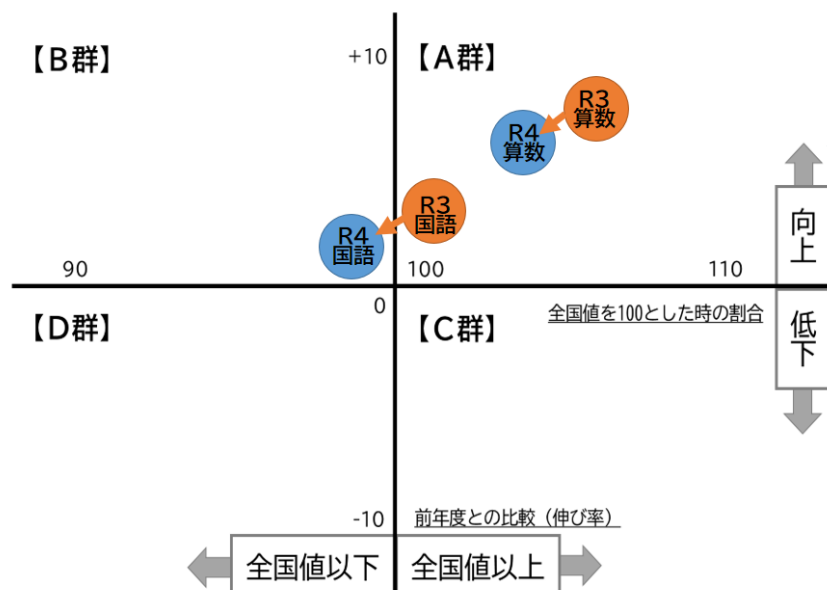 【B群】
+10
【A群】
R3
算数
R4
算数
R3
国語
R4
国語
90
100
110
向上
0
全国値を100とした時の割合
低下
【D群】
【C群】
-10
前年度との比較（伸び率）
全国値以下
全国値以上